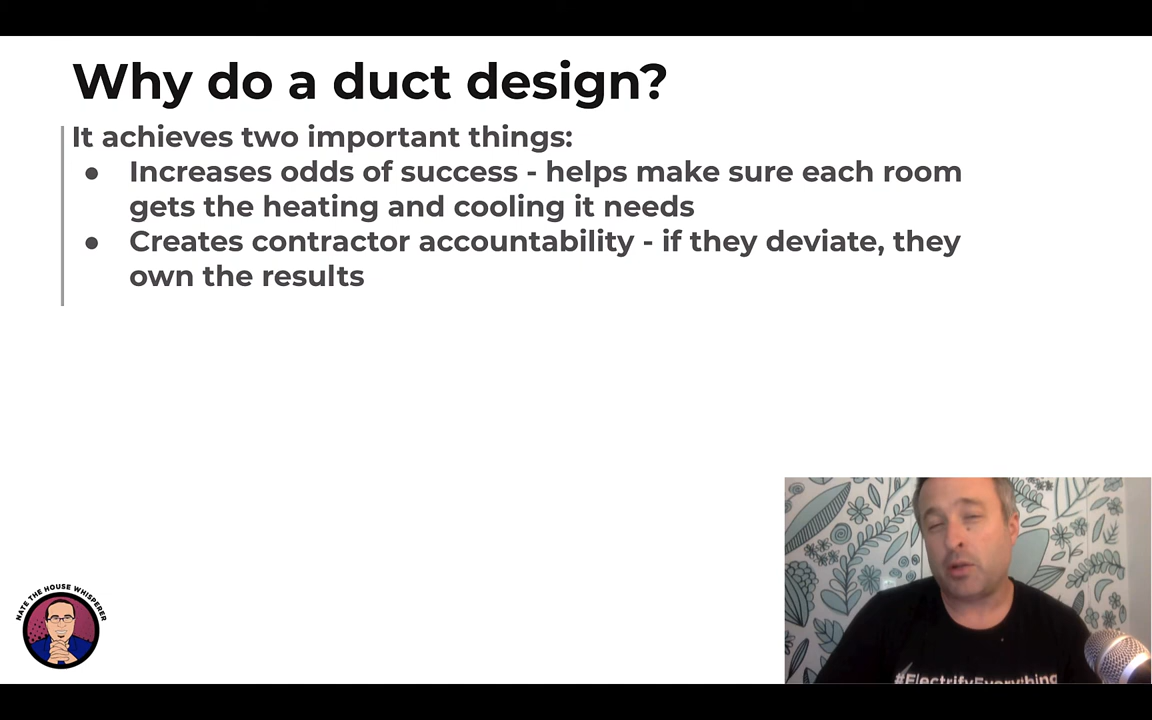 Why do a duct design?
It achieves two important things:
● Increases odds of success - helps make sure each room
gets the heating and cooling it needs
● Creates contractor accountability - if they deviate, they
own the results
NATE THE HOUSE WHISPERER
#ElectrifyEverything